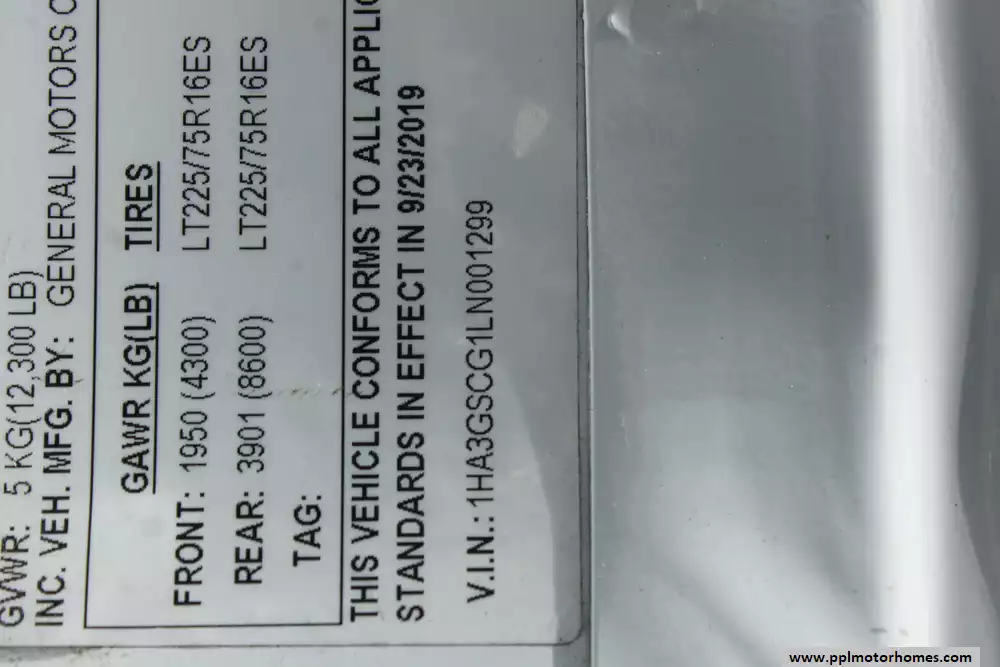 GVWR: 5 KG(12,300 LB)
INC. VEH. MFG. BY: GENERAL MOTORS
GAWR KG(LB) TIRES
FRONT: 1950 (4300) LT225/75R16ES
REAR: 3901 (8600) LT225/75R16ES
TAG:
THIS VEHICLE CONFORMS TO ALL APPLIC
STANDARDS IN EFFECT IN 9/23/2019
V.I.N.: 1HA3GSCG1LN001299
www.pplmotorhomes.com